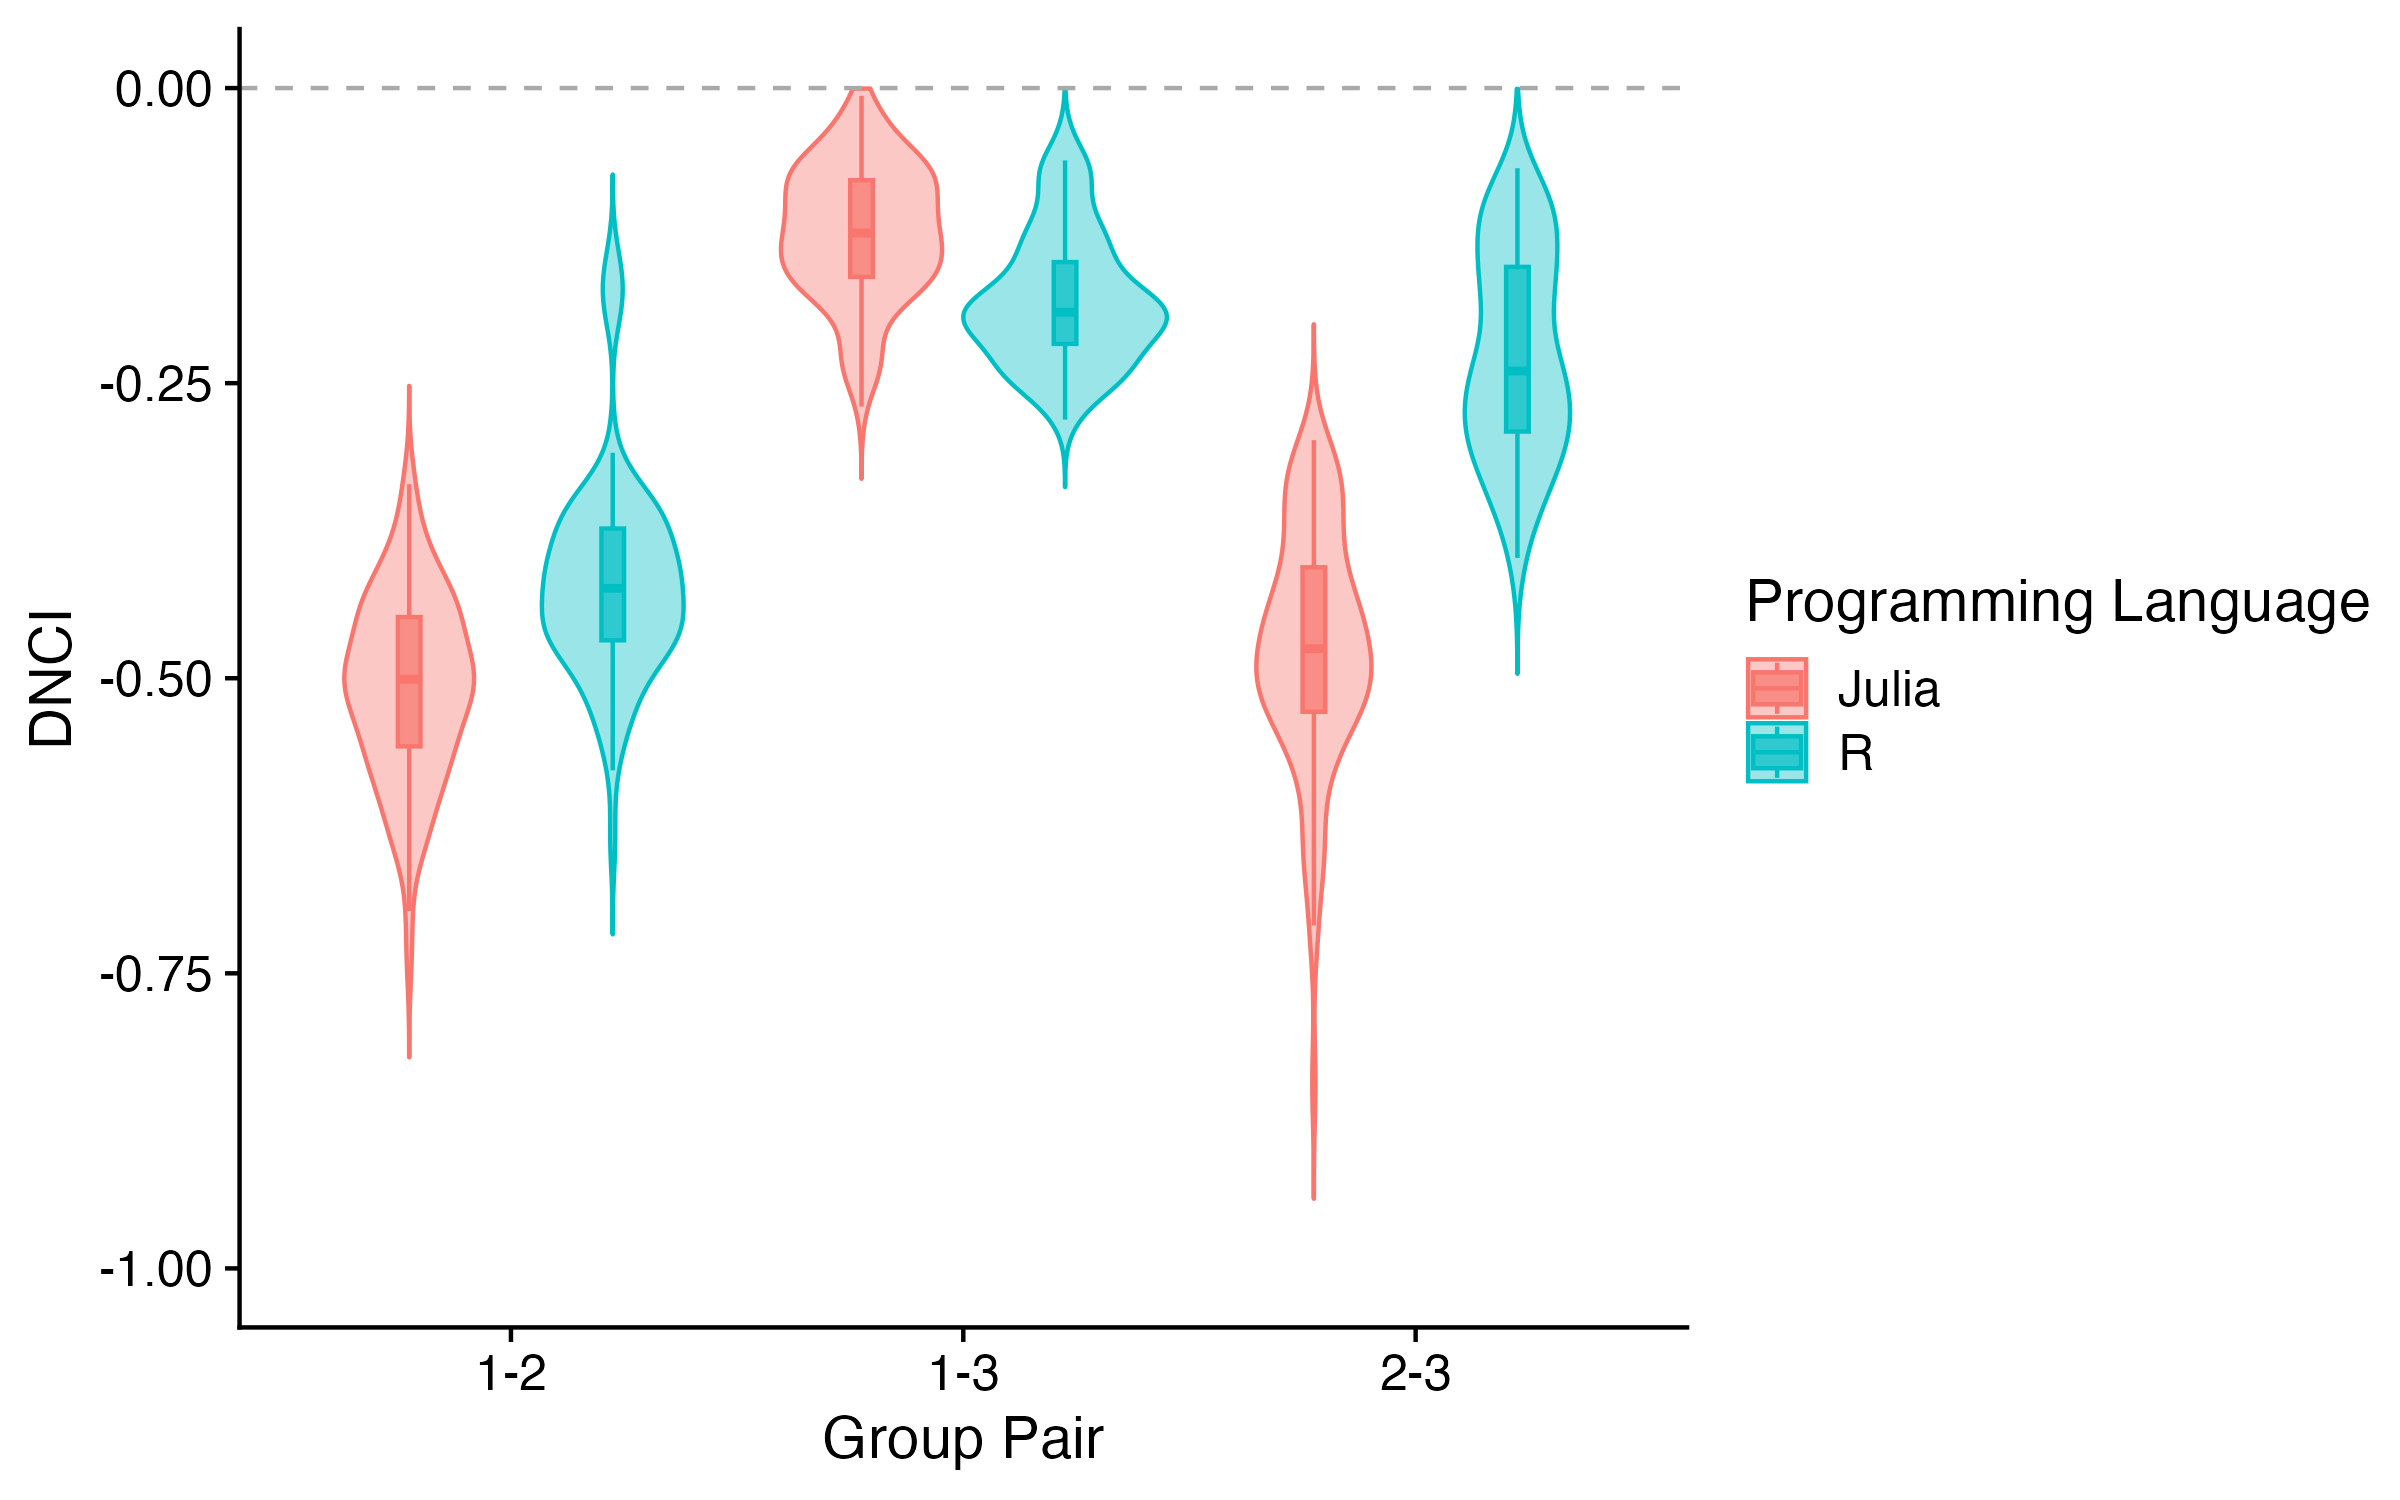 0.00
-0.25
-0.50
-0.75
-1.00
DNCI
1-2
1-3
2-3
Group Pair
Programming Language
Julia
R